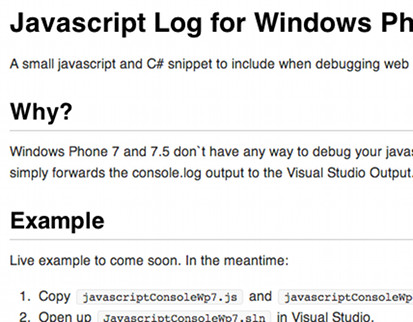 Javascript Log for Windows Ph
A small javascript and C# snippet to include when debugging web
Why?
Windows Phone 7 and 7.5 don`t have any way to debug your javas
simply forwards the console.log output to the Visual Studio Output.
Example
Live example to come soon. In the meantime:
1. Copy javascriptConsoleWp7.js and javascriptConsoleWp
2. Open up JavascriptConsoleWp7.sln in Visual Studio.